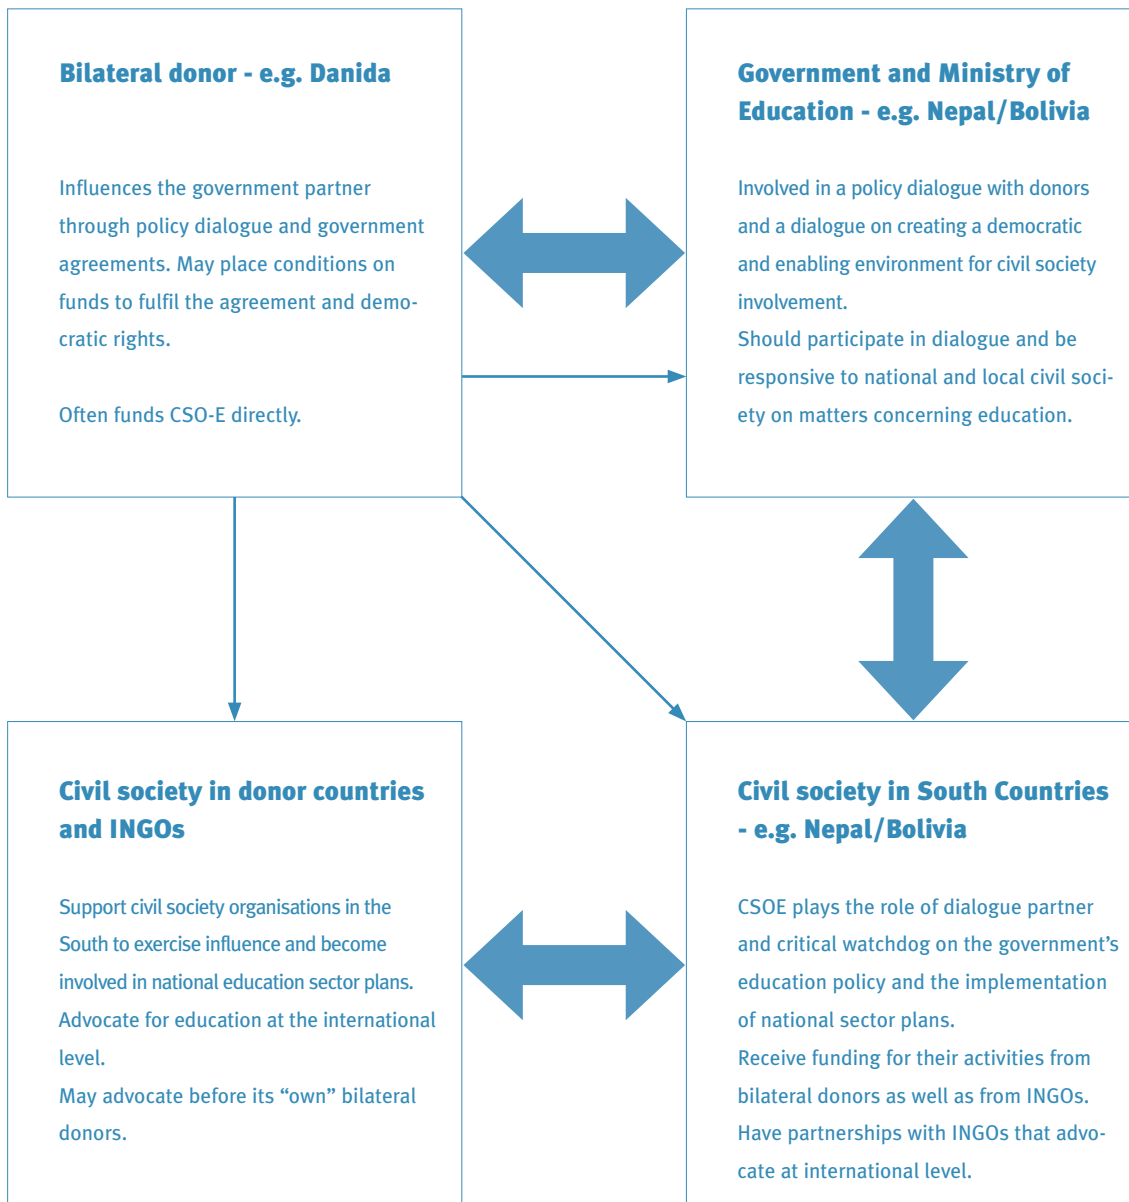 Bilateral donor - e.g. Danida
Influences the government partner
through policy dialogue and government
agreements. May place conditions on
funds to fulfil the agreement and demo-
cratic rights.
Often funds CSO-E directly.
Government and Ministry of
Education - e.g. Nepal/Bolivia
Involved in a policy dialogue with donors
and a dialogue on creating a democratic
and enabling environment for civil society
involvement.
Should participate in dialogue and be
responsive to national and local civil soci-
ety on matters concerning education.
Civil society in donor countries
and INGOs
Support civil society organisations in the
South to exercise influence and become
involved in national education sector plans.
Advocate for education at the international
level.
May advocate before its “own” bilateral
donors.
Civil society in South Countries
- e.g. Nepal/Bolivia
CSOE plays the role of dialogue partner
and critical watchdog on the government’s
education policy and the implementation
of national sector plans.
Receive funding for their activities from
bilateral donors as well as from INGOs.
Have partnerships with INGOs that advo-
cate at international level.